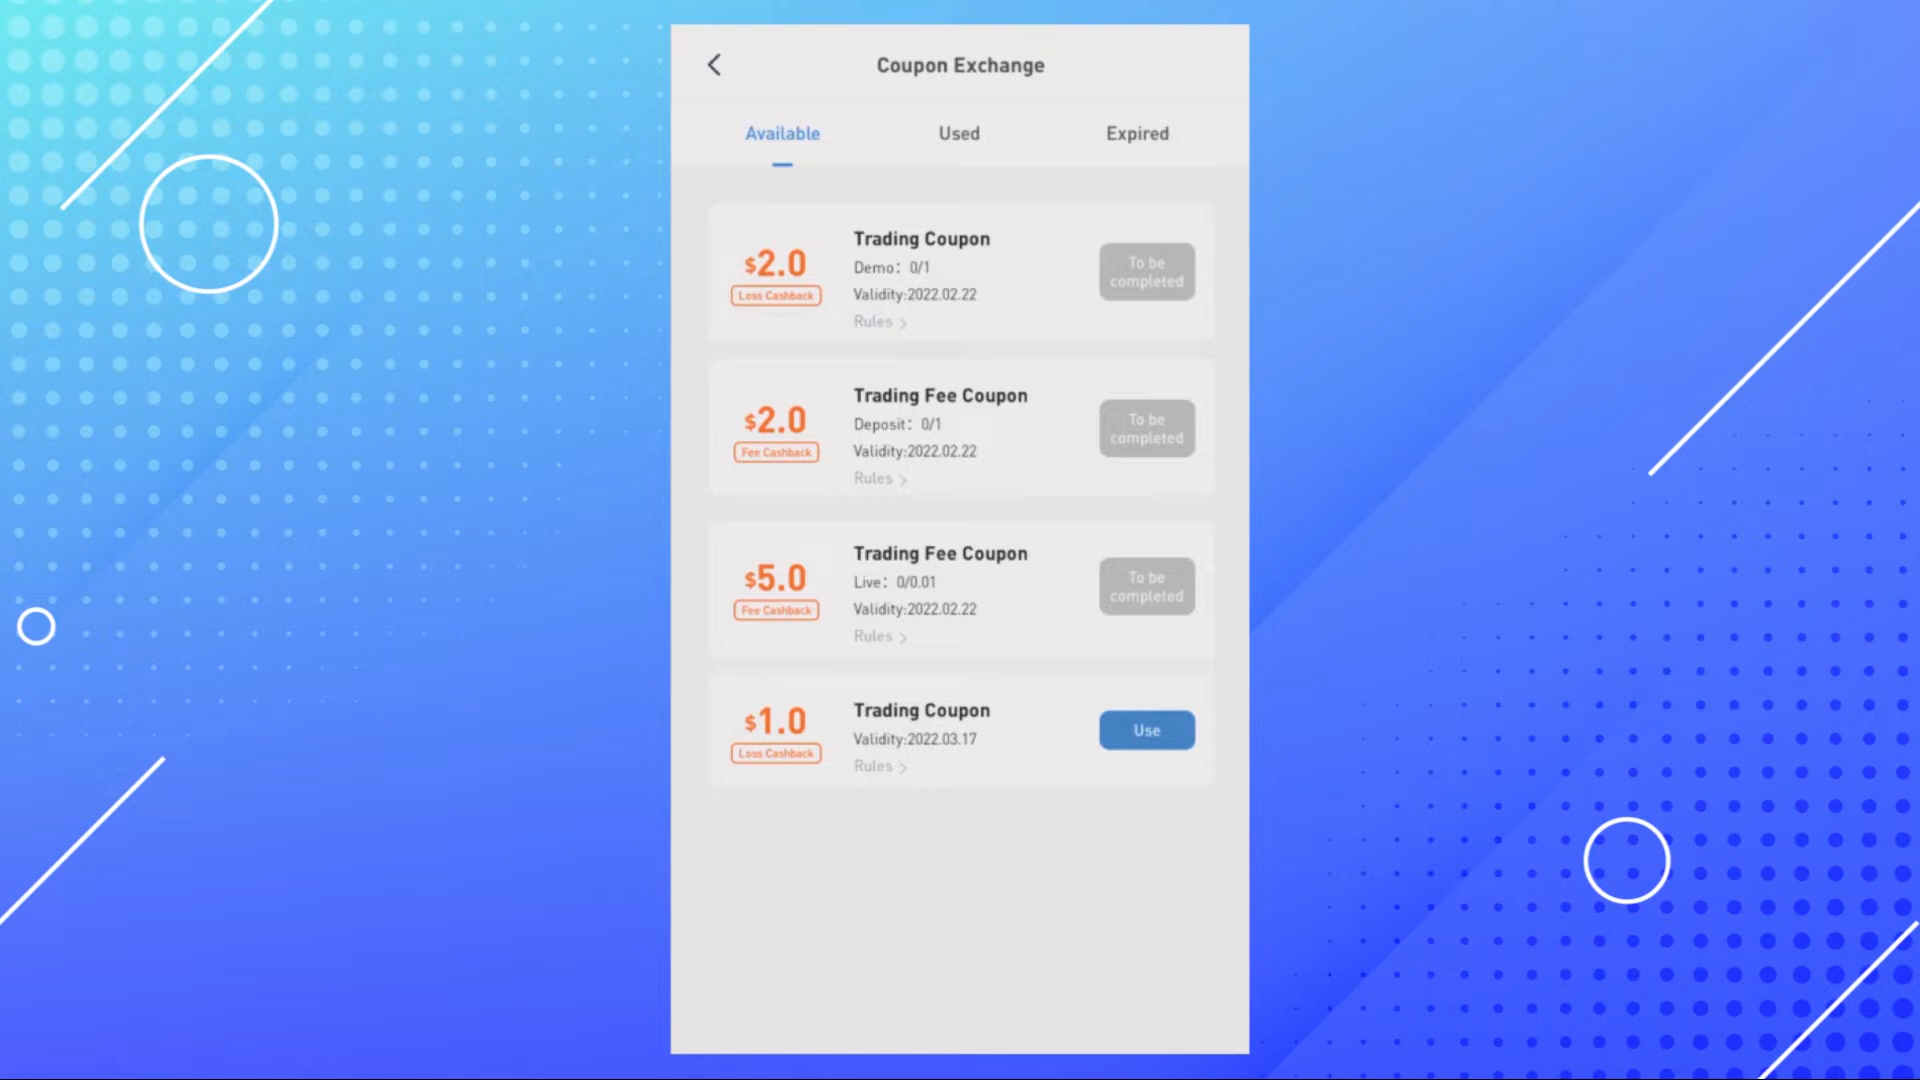 Coupon Exchange
Available
Used
Expired
$2.0
Loss Cashback
Trading Coupon
Demo: 0/1
Validity:2022.02.22
Rules >
To be
completed
$2.0
Fee Cashback
Trading Fee Coupon
Deposit: 0/1
Validity:2022.02.22
Rules >
To be
completed
$5.0
Fee Cashback
Trading Fee Coupon
Live: 0/0.01
Validity:2022.02.22
Rules >
To be
completed
$1.0
Loss Cashback
Trading Coupon
Validity:2022.03.17
Rules >
Use